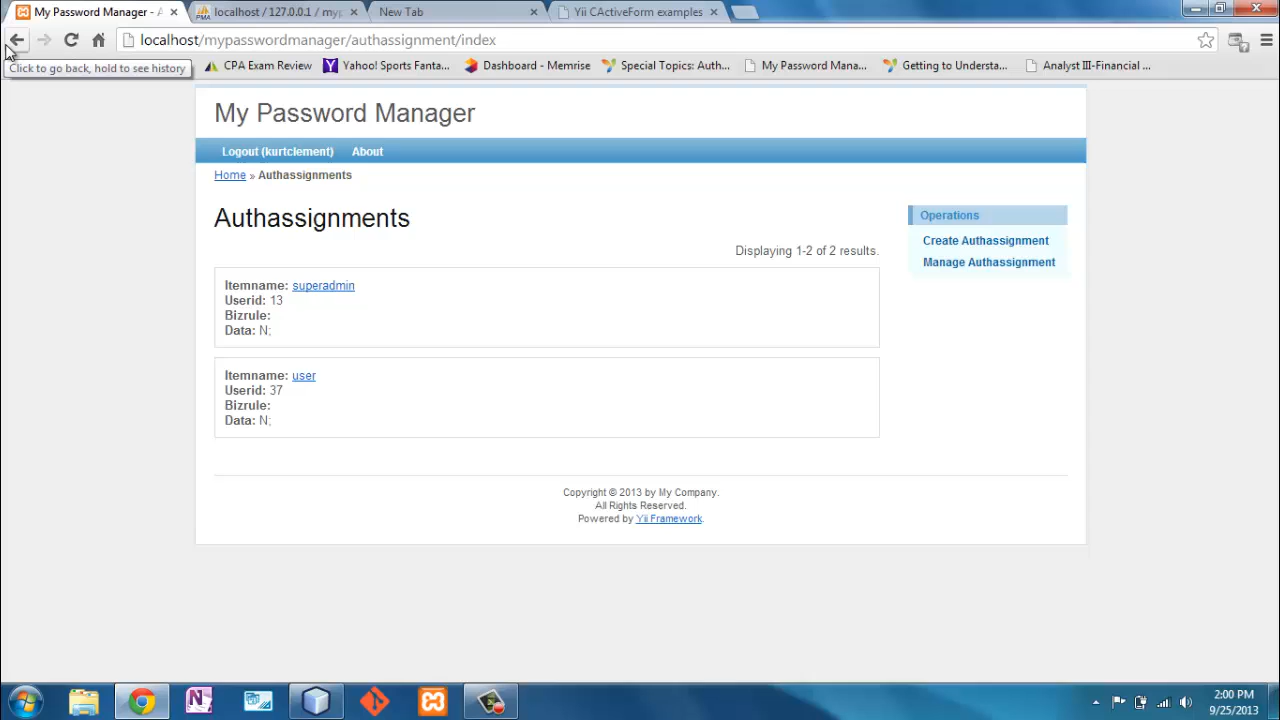 My Password Manager - A
localhost / 127.0.0.1 / myp
New Tab
Yii CActiveForm examples
localhost/mypasswordmanager/authassignment/index
Click to go back, hold to see history
CPA Exam Review
Yahoo! Sports Fanta...
Dashboard - Memrise
Special Topics: Auth...
My Password Mana...
Getting to Understa...
Analyst III-Financial ...
My Password Manager
Logout (kurtclement) About
Home » Authassignments
Authassignments
Displaying 1-2 of 2 results.
Itemname: superadmin
Userid: 13
Bizrule:
Data: N;
Itemname: user
Userid: 37
Bizrule:
Data: N;
Operations
Create Authassignment
Manage Authassignment
Copyright © 2013 by My Company.
All Rights Reserved.
Powered by Yii Framework.
2:00 PM
9/25/2013